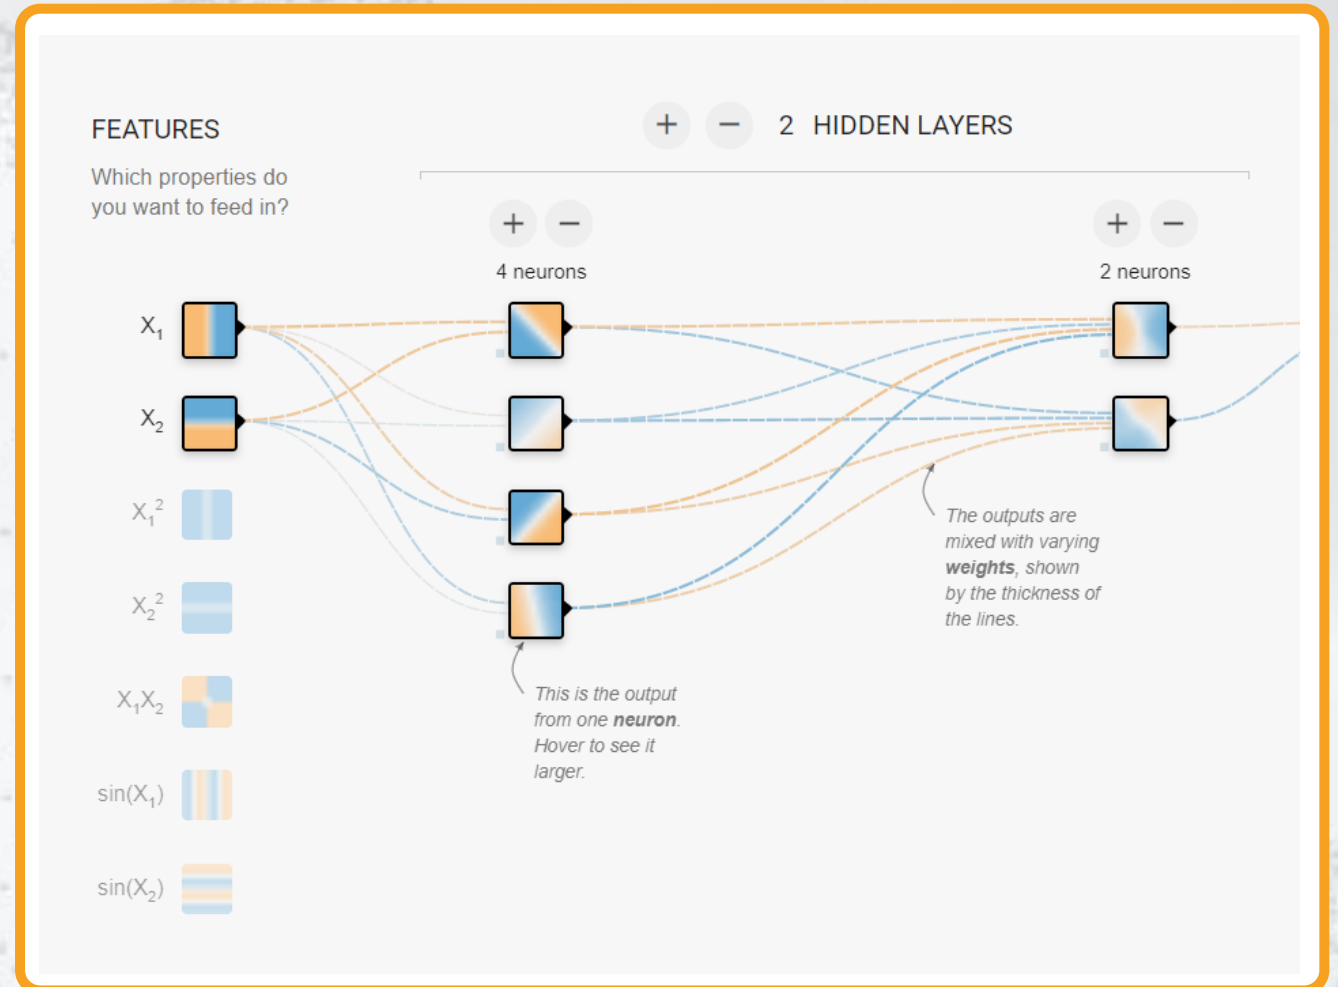 FEATURES
Which properties do
you want to feed in?
+ − 2 HIDDEN LAYERS
+ −
4 neurons
+ −
2 neurons
X₁
X₂
X₁²
X₂²
X₁X₂
sin(X₁)
sin(X₂)
This is the output
from one neuron.
Hover to see it
larger.
The outputs are
mixed with varying
weights, shown
by the thickness of
the lines.